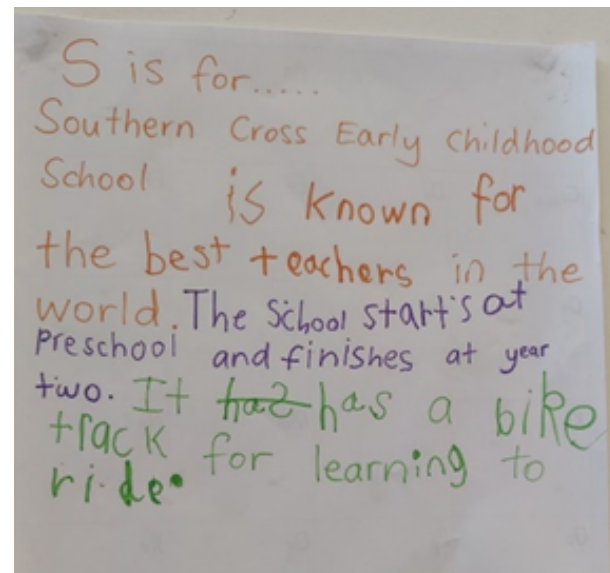 S is for.....
Southern Cross Early Childhood
School is known for
the best teachers in the
world. The School start's at
Preschool and finishes at year
two. It has a bike
track for learning to
ride.